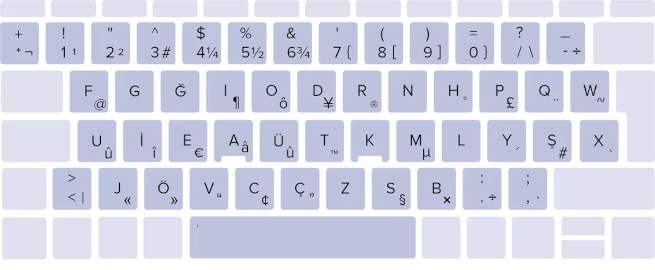 + ! " ^ $ % & ' ( ) = ? _
* ¬ 1 1 2 2 3 # 4 ¼ 5 ½ 6 ¾ 7 { 8 [ 9 ] 0 } / \ - ÷
F @ G Ğ I ¶ O ô D ¥ R ® N H ° P £ Q ¨ W ~
U û İ î E € A â Ü û T ™ K M μ L Y ´ Ş # X `
> : ;
< | J « Ö » V “ C ¢ Ç ” Z S § B × . ÷ , ·